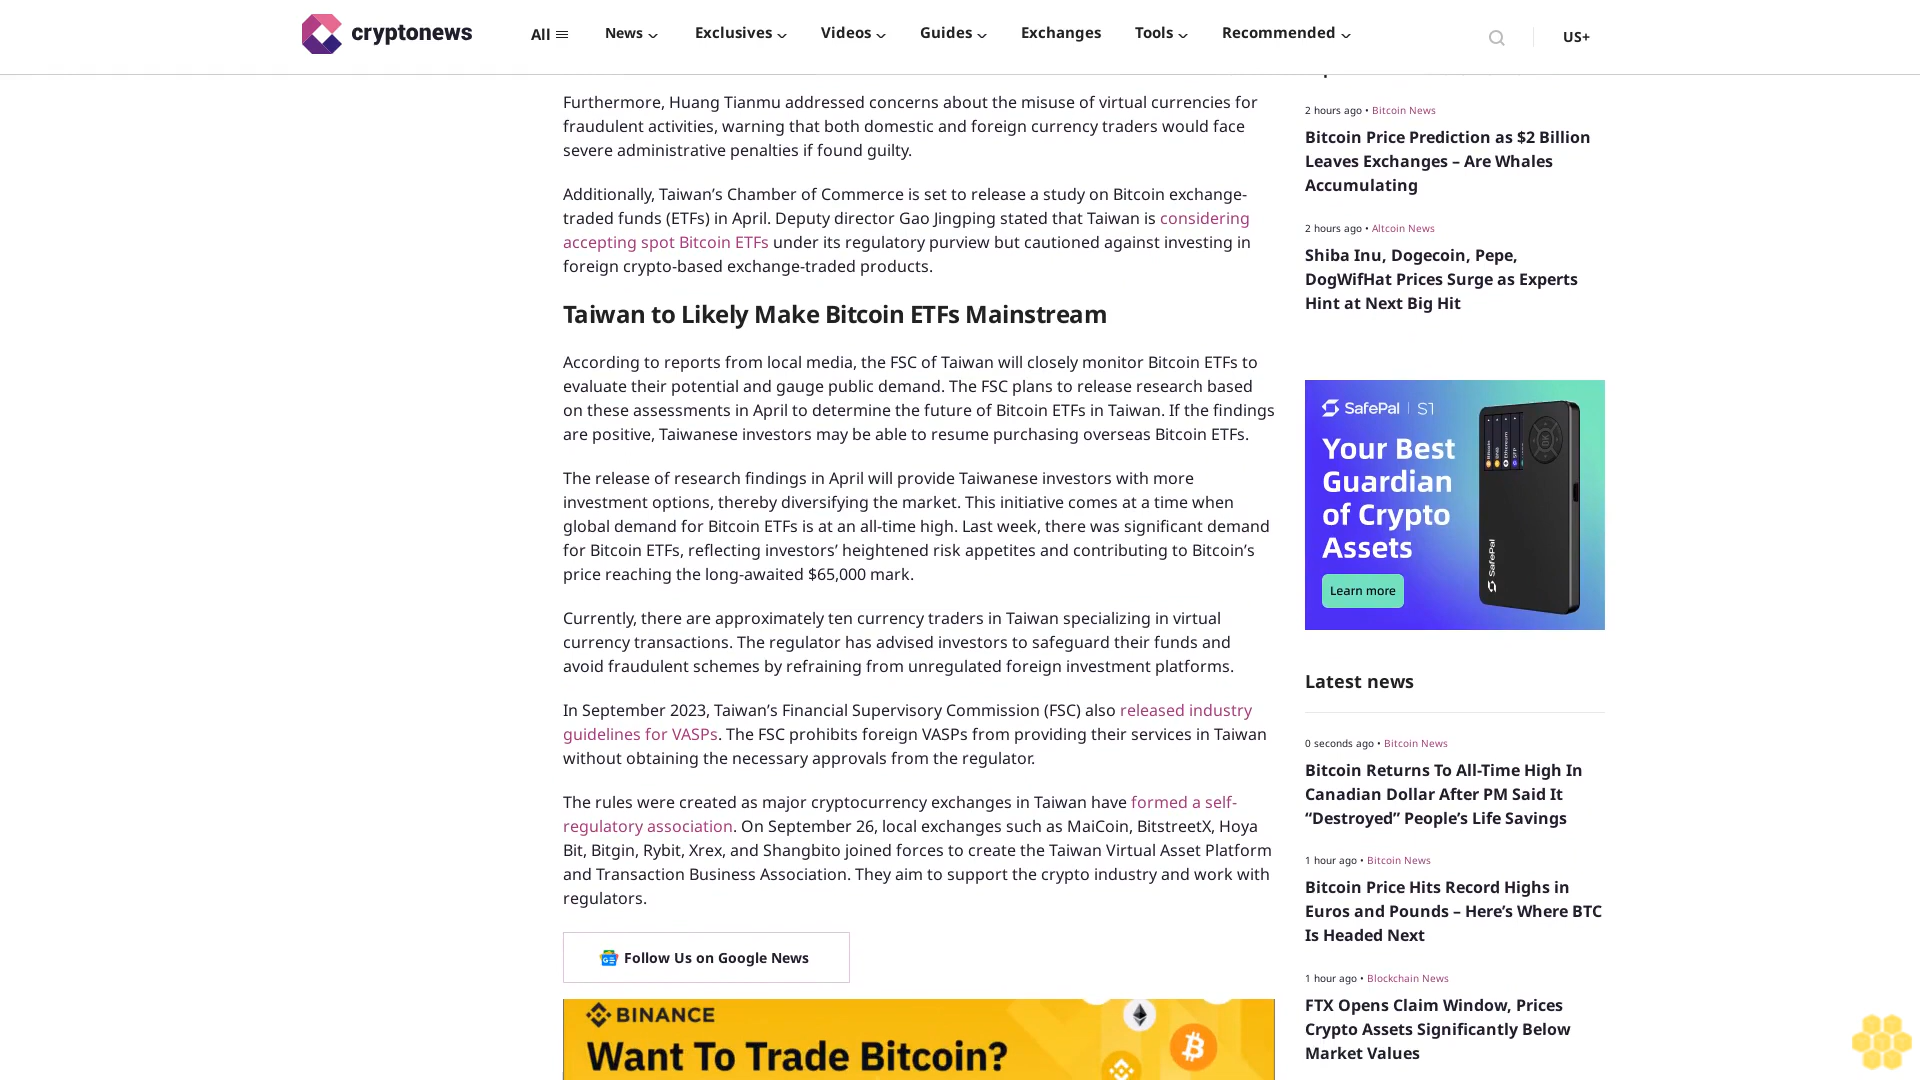 cryptonews
All
News
Exclusives
Videos
Guides
Exchanges
Tools
Recommended
US+
Furthermore, Huang Tianmu addressed concerns about the misuse of virtual currencies for
fraudulent activities, warning that both domestic and foreign currency traders would face
severe administrative penalties if found guilty.
Additionally, Taiwan’s Chamber of Commerce is set to release a study on Bitcoin exchange-
traded funds (ETFs) in April. Deputy director Gao Jingping stated that Taiwan is considering
accepting spot Bitcoin ETFs under its regulatory purview but cautioned against investing in
foreign crypto-based exchange-traded products.
Taiwan to Likely Make Bitcoin ETFs Mainstream
According to reports from local media, the FSC of Taiwan will closely monitor Bitcoin ETFs to
evaluate their potential and gauge public demand. The FSC plans to release research based
on these assessments in April to determine the future of Bitcoin ETFs in Taiwan. If the findings
are positive, Taiwanese investors may be able to resume purchasing overseas Bitcoin ETFs.
The release of research findings in April will provide Taiwanese investors with more
investment options, thereby diversifying the market. This initiative comes at a time when
global demand for Bitcoin ETFs is at an all-time high. Last week, there was significant demand
for Bitcoin ETFs, reflecting investors’ heightened risk appetites and contributing to Bitcoin’s
price reaching the long-awaited $65,000 mark.
Currently, there are approximately ten currency traders in Taiwan specializing in virtual
currency transactions. The regulator has advised investors to safeguard their funds and
avoid fraudulent schemes by refraining from unregulated foreign investment platforms.
In September 2023, Taiwan’s Financial Supervisory Commission (FSC) also released industry
guidelines for VASPs. The FSC prohibits foreign VASPs from providing their services in Taiwan
without obtaining the necessary approvals from the regulator.
The rules were created as major cryptocurrency exchanges in Taiwan have formed a self-
regulatory association. On September 26, local exchanges such as MaiCoin, BitstreetX, Hoya
Bit, Bitgin, Rybit, Xrex, and Shangbito joined forces to create the Taiwan Virtual Asset Platform
and Transaction Business Association. They aim to support the crypto industry and work with
regulators.
Follow Us on Google News
BINANCE
Want To Trade Bitcoin?
2 hours ago • Bitcoin News
Bitcoin Price Prediction as $2 Billion
Leaves Exchanges – Are Whales
Accumulating
2 hours ago • Altcoin News
Shiba Inu, Dogecoin, Pepe,
DogWifHat Prices Surge as Experts
Hint at Next Big Hit
SafePal | S1
Your Best
Guardian
of Crypto
Assets
Learn more
OK
SafePal
Latest news
0 seconds ago • Bitcoin News
Bitcoin Returns To All-Time High In
Canadian Dollar After PM Said It
“Destroyed” People’s Life Savings
1 hour ago • Bitcoin News
Bitcoin Price Hits Record Highs in
Euros and Pounds – Here’s Where BTC
Is Headed Next
1 hour ago • Blockchain News
FTX Opens Claim Window, Prices
Crypto Assets Significantly Below
Market Values